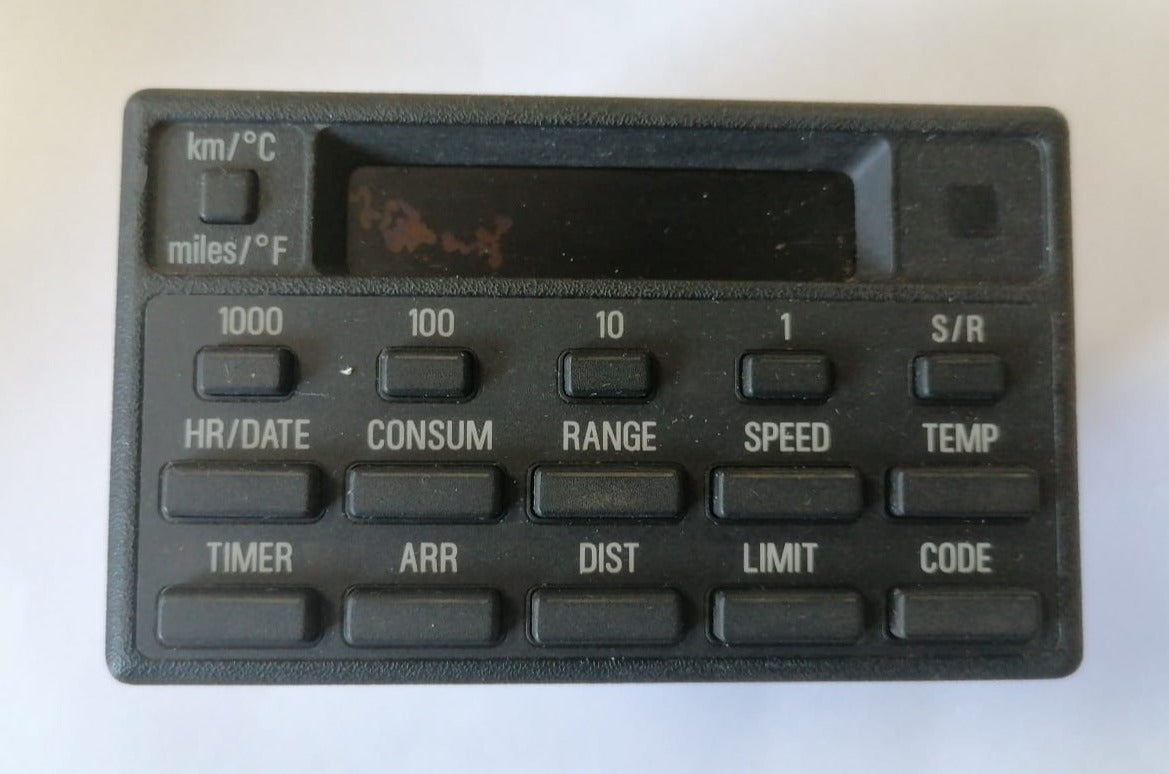 km/°C
miles/°F
1000 100 10 1 S/R
HR/DATE CONSUM RANGE SPEED TEMP
TIMER ARR DIST LIMIT CODE